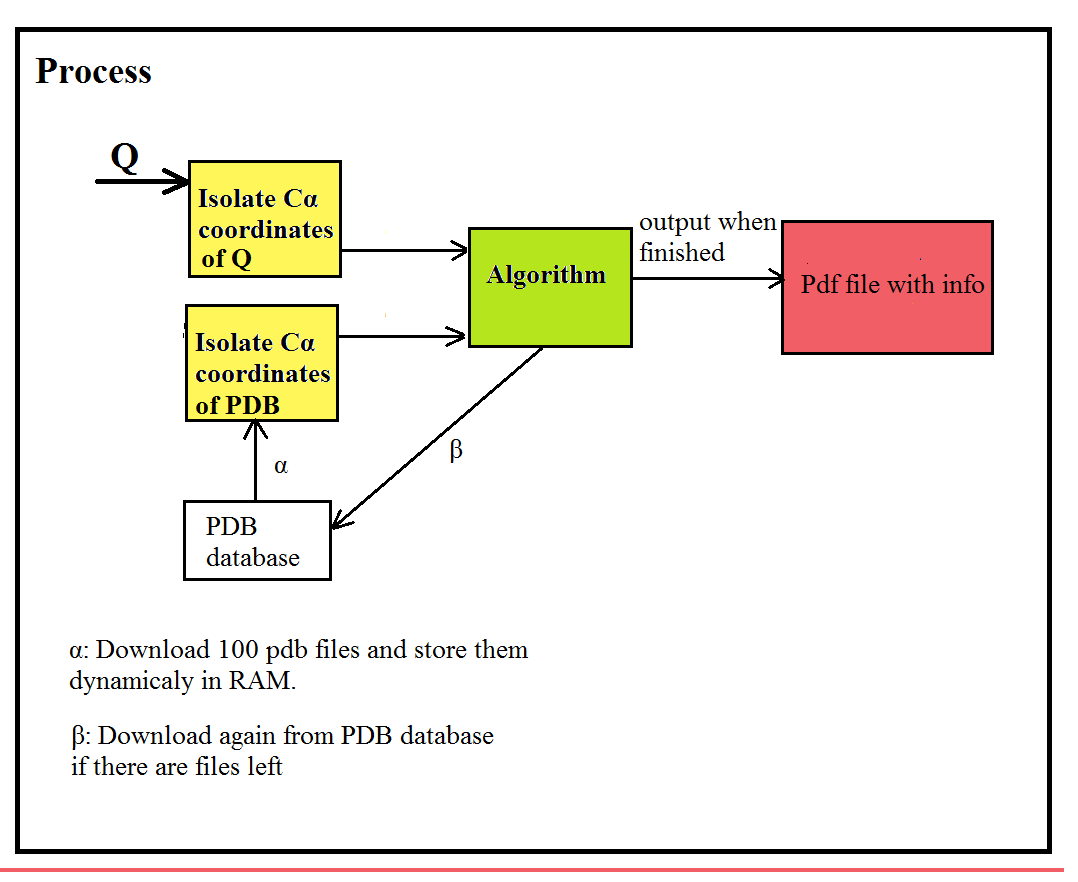 Process
Q
Isolate Cα
coordinates
of Q
output when
finished
Algorithm
Pdf file with info
Isolate Cα
coordinates
of PDB
β
α
PDB
database
α: Download 100 pdb files and store them
dynamicaly in RAM.
β: Download again from PDB database
if there are files left